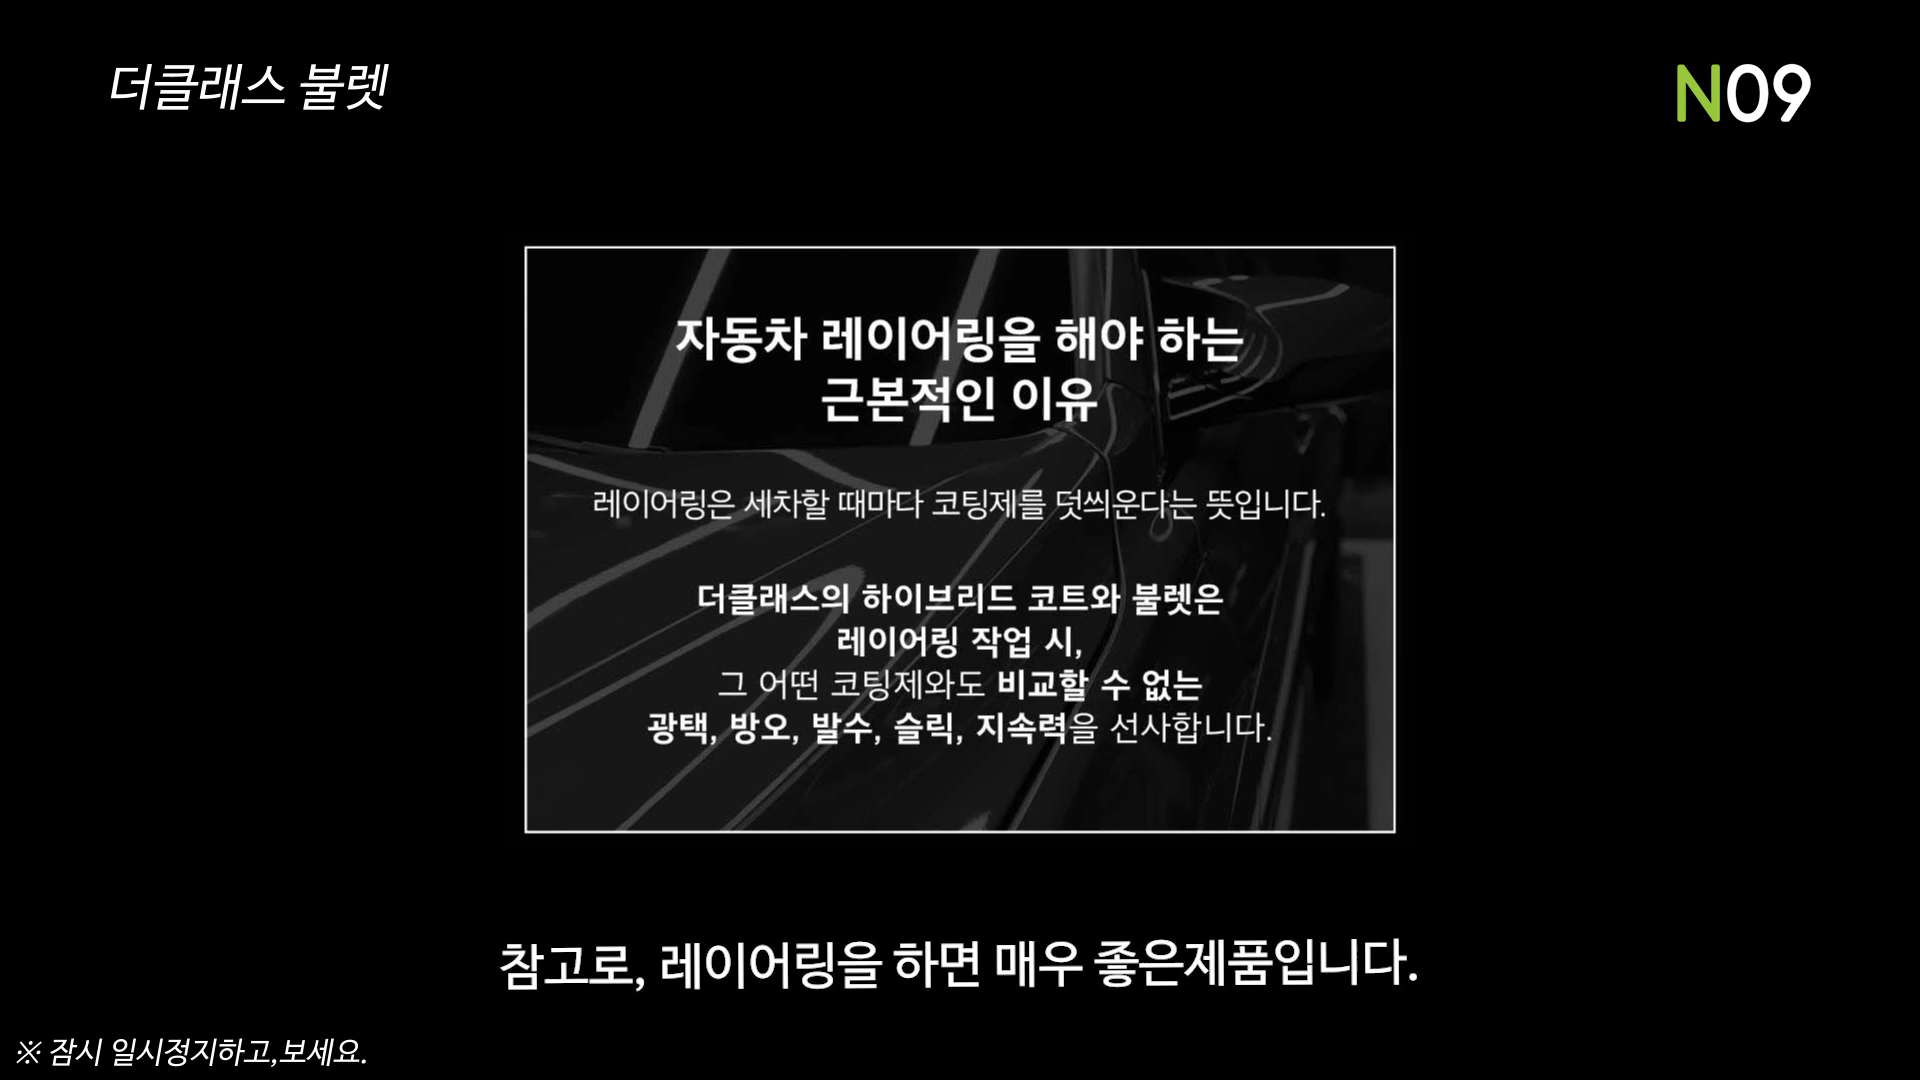 더클래스 불렛
N09
자동차 레이어링을 해야 하는
근본적인 이유
레이어링은 세차할 때마다 코팅제를 덧씌운다는 뜻입니다.
더클래스의 하이브리드 코트와 불렛은
레이어링 작업 시,
그 어떤 코팅제와도 비교할 수 없는
광택, 방오, 발수, 슬릭, 지속력을 선사합니다.
참고로, 레이어링을 하면 매우 좋은제품입니다.
※ 잠시 일시정지하고,보세요.